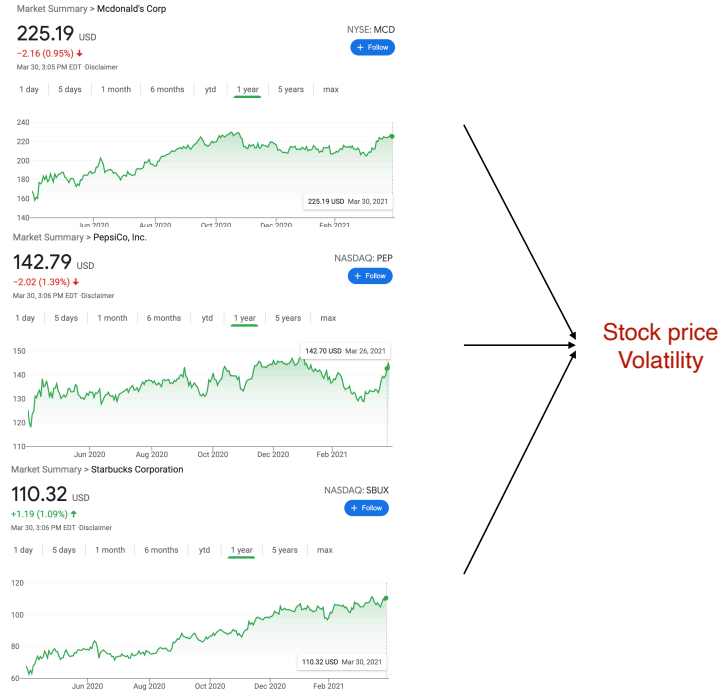 Market Summary > Mcdonald's Corp
225.19 USD
NYSE: MCD
−2.16 (0.95%) ↓
+ Follow
Mar 30, 3:05 PM EDT ·Disclaimer
1 day 5 days 1 month 6 months ytd 1 year 5 years max
240
220
200
180
160
140
225.19 USD Mar 30, 2021
Jun 2020 Aug 2020 Oct 2020 Dec 2020 Feb 2021
Market Summary > PepsiCo, Inc.
142.79 USD
NASDAQ: PEP
−2.02 (1.39%) ↓
+ Follow
Mar 30, 3:06 PM EDT ·Disclaimer
1 day 5 days 1 month 6 months ytd 1 year 5 years max
150
140
130
120
110
142.70 USD Mar 26, 2021
Jun 2020 Aug 2020 Oct 2020 Dec 2020 Feb 2021
Market Summary > Starbucks Corporation
110.32 USD
NASDAQ: SBUX
+1.19 (1.09%) ↑
+ Follow
Mar 30, 3:06 PM EDT ·Disclaimer
1 day 5 days 1 month 6 months ytd 1 year 5 years max
120
100
80
60
110.32 USD Mar 30, 2021
Jun 2020 Aug 2020 Oct 2020 Dec 2020 Feb 2021
Stock price
Volatility